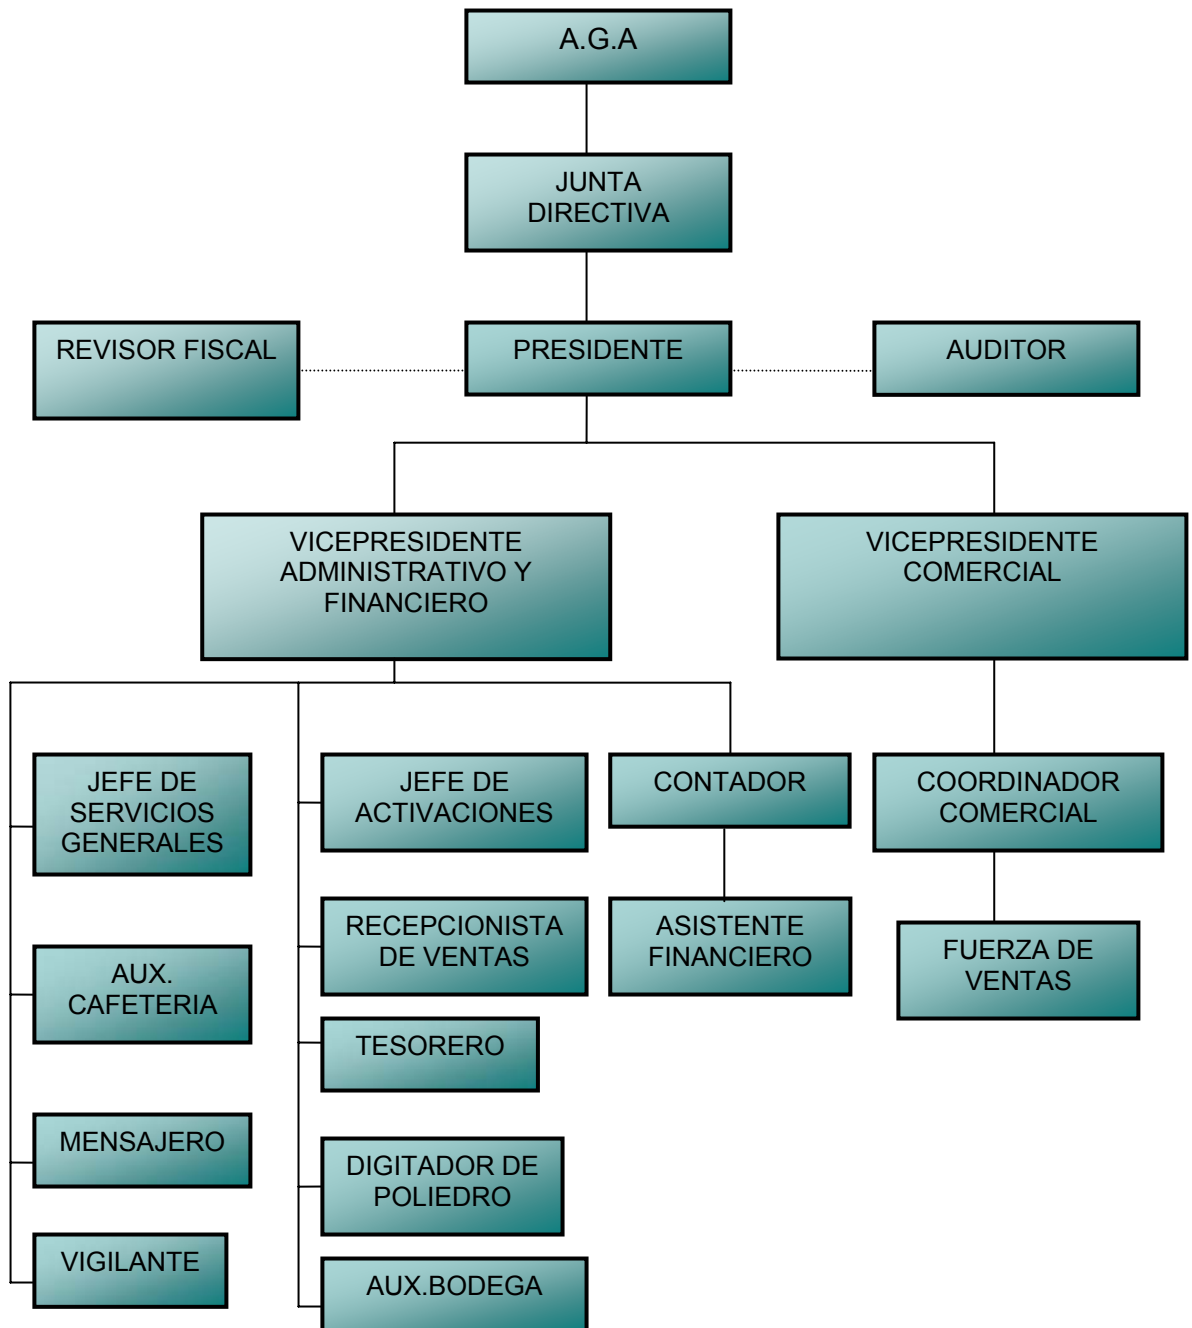 A.G.A
JUNTA
DIRECTIVA
REVISOR FISCAL
PRESIDENTE
AUDITOR
VICEPRESIDENTE
ADMINISTRATIVO Y
FINANCIERO
VICEPRESIDENTE
COMERCIAL
JEFE DE
SERVICIOS
GENERALES
JEFE DE
ACTIVACIONES
CONTADOR
COORDINADOR
COMERCIAL
RECEPCIONISTA
DE VENTAS
ASISTENTE
FINANCIERO
FUERZA DE
VENTAS
AUX.
CAFETERIA
TESORERO
MENSAJERO
DIGITADOR DE
POLIEDRO
VIGILANTE
AUX.BODEGA